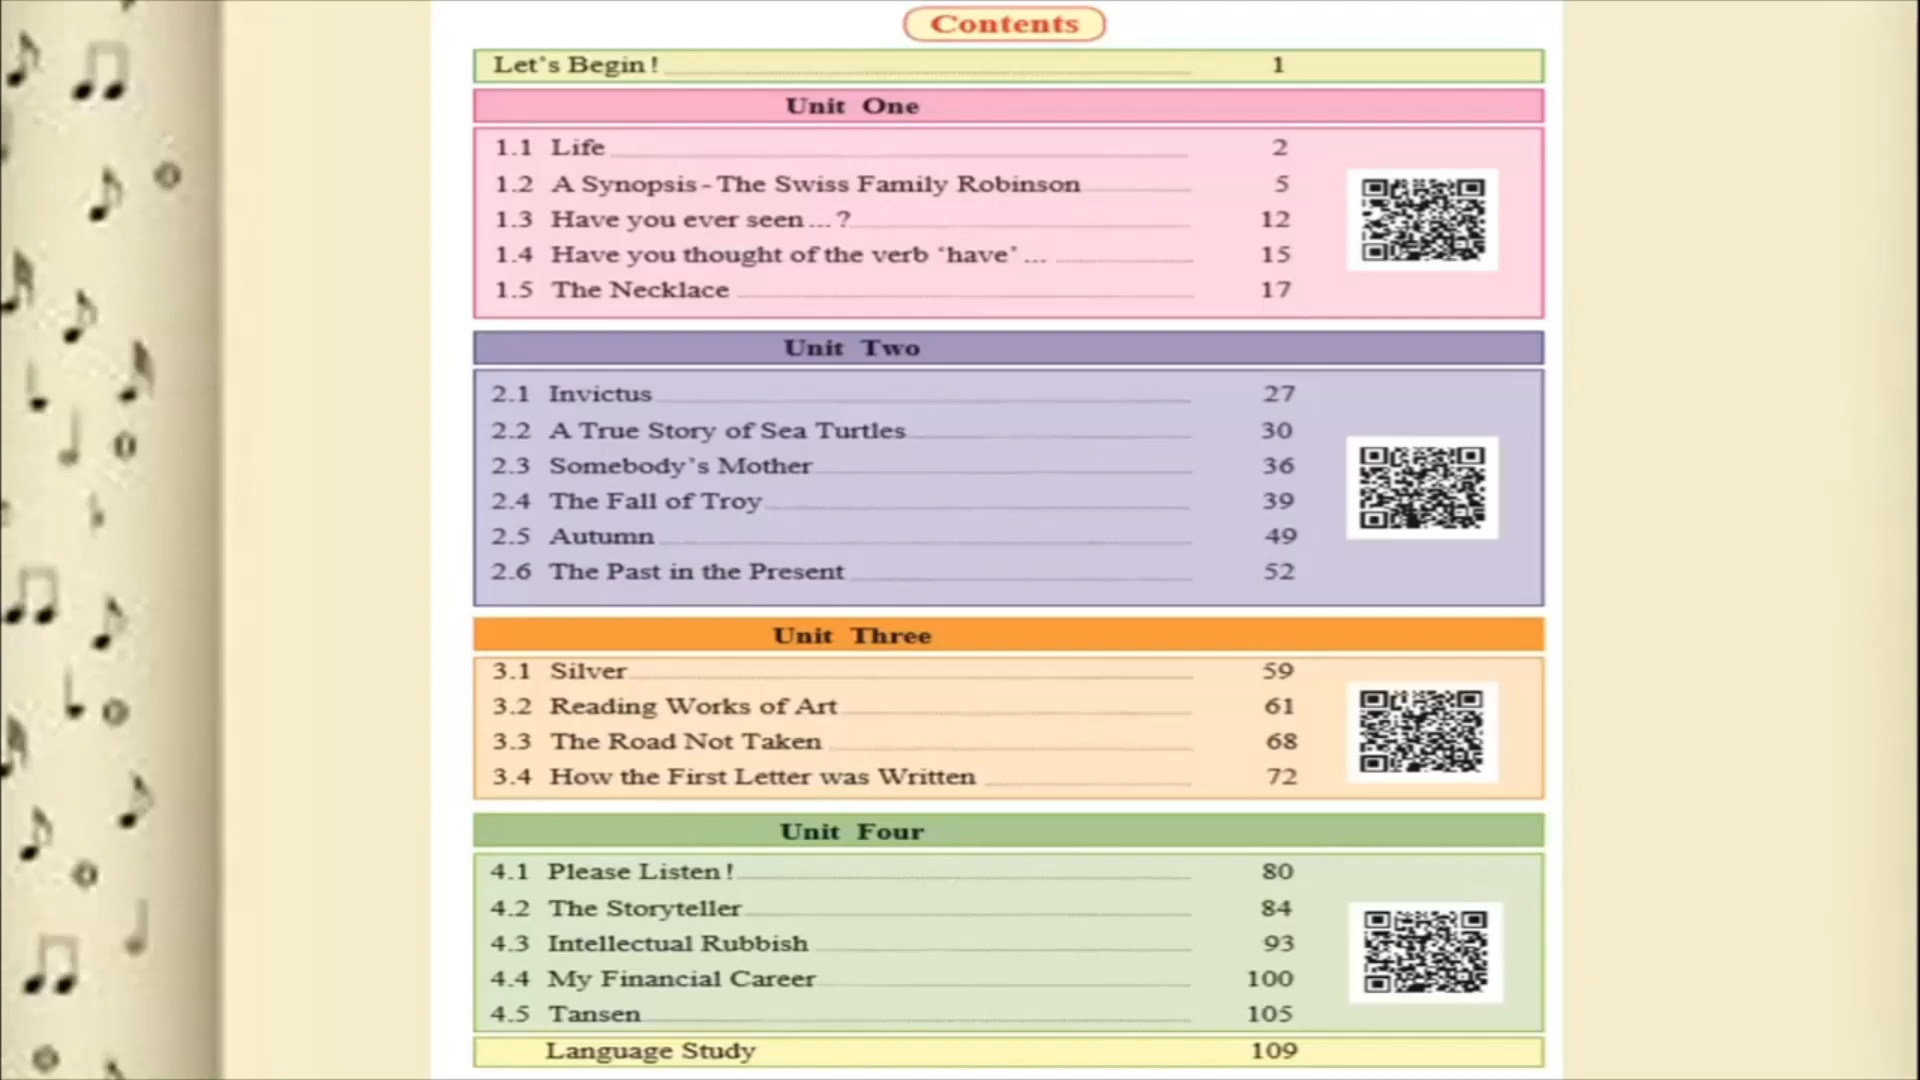 Contents
Let's Begin! 1
Unit One
1.1 Life 2
1.2 A Synopsis - The Swiss Family Robinson 5
1.3 Have you ever seen ... ? 12
1.4 Have you thought of the verb ‘have’ ... 15
1.5 The Necklace 17
Unit Two
2.1 Invictus 27
2.2 A True Story of Sea Turtles 30
2.3 Somebody's Mother 36
2.4 The Fall of Troy 39
2.5 Autumn 49
2.6 The Past in the Present 52
Unit Three
3.1 Silver 59
3.2 Reading Works of Art 61
3.3 The Road Not Taken 68
3.4 How the First Letter was Written 72
Unit Four
4.1 Please Listen! 80
4.2 The Storyteller 84
4.3 Intellectual Rubbish 93
4.4 My Financial Career 100
4.5 Tansen 105
Language Study 109